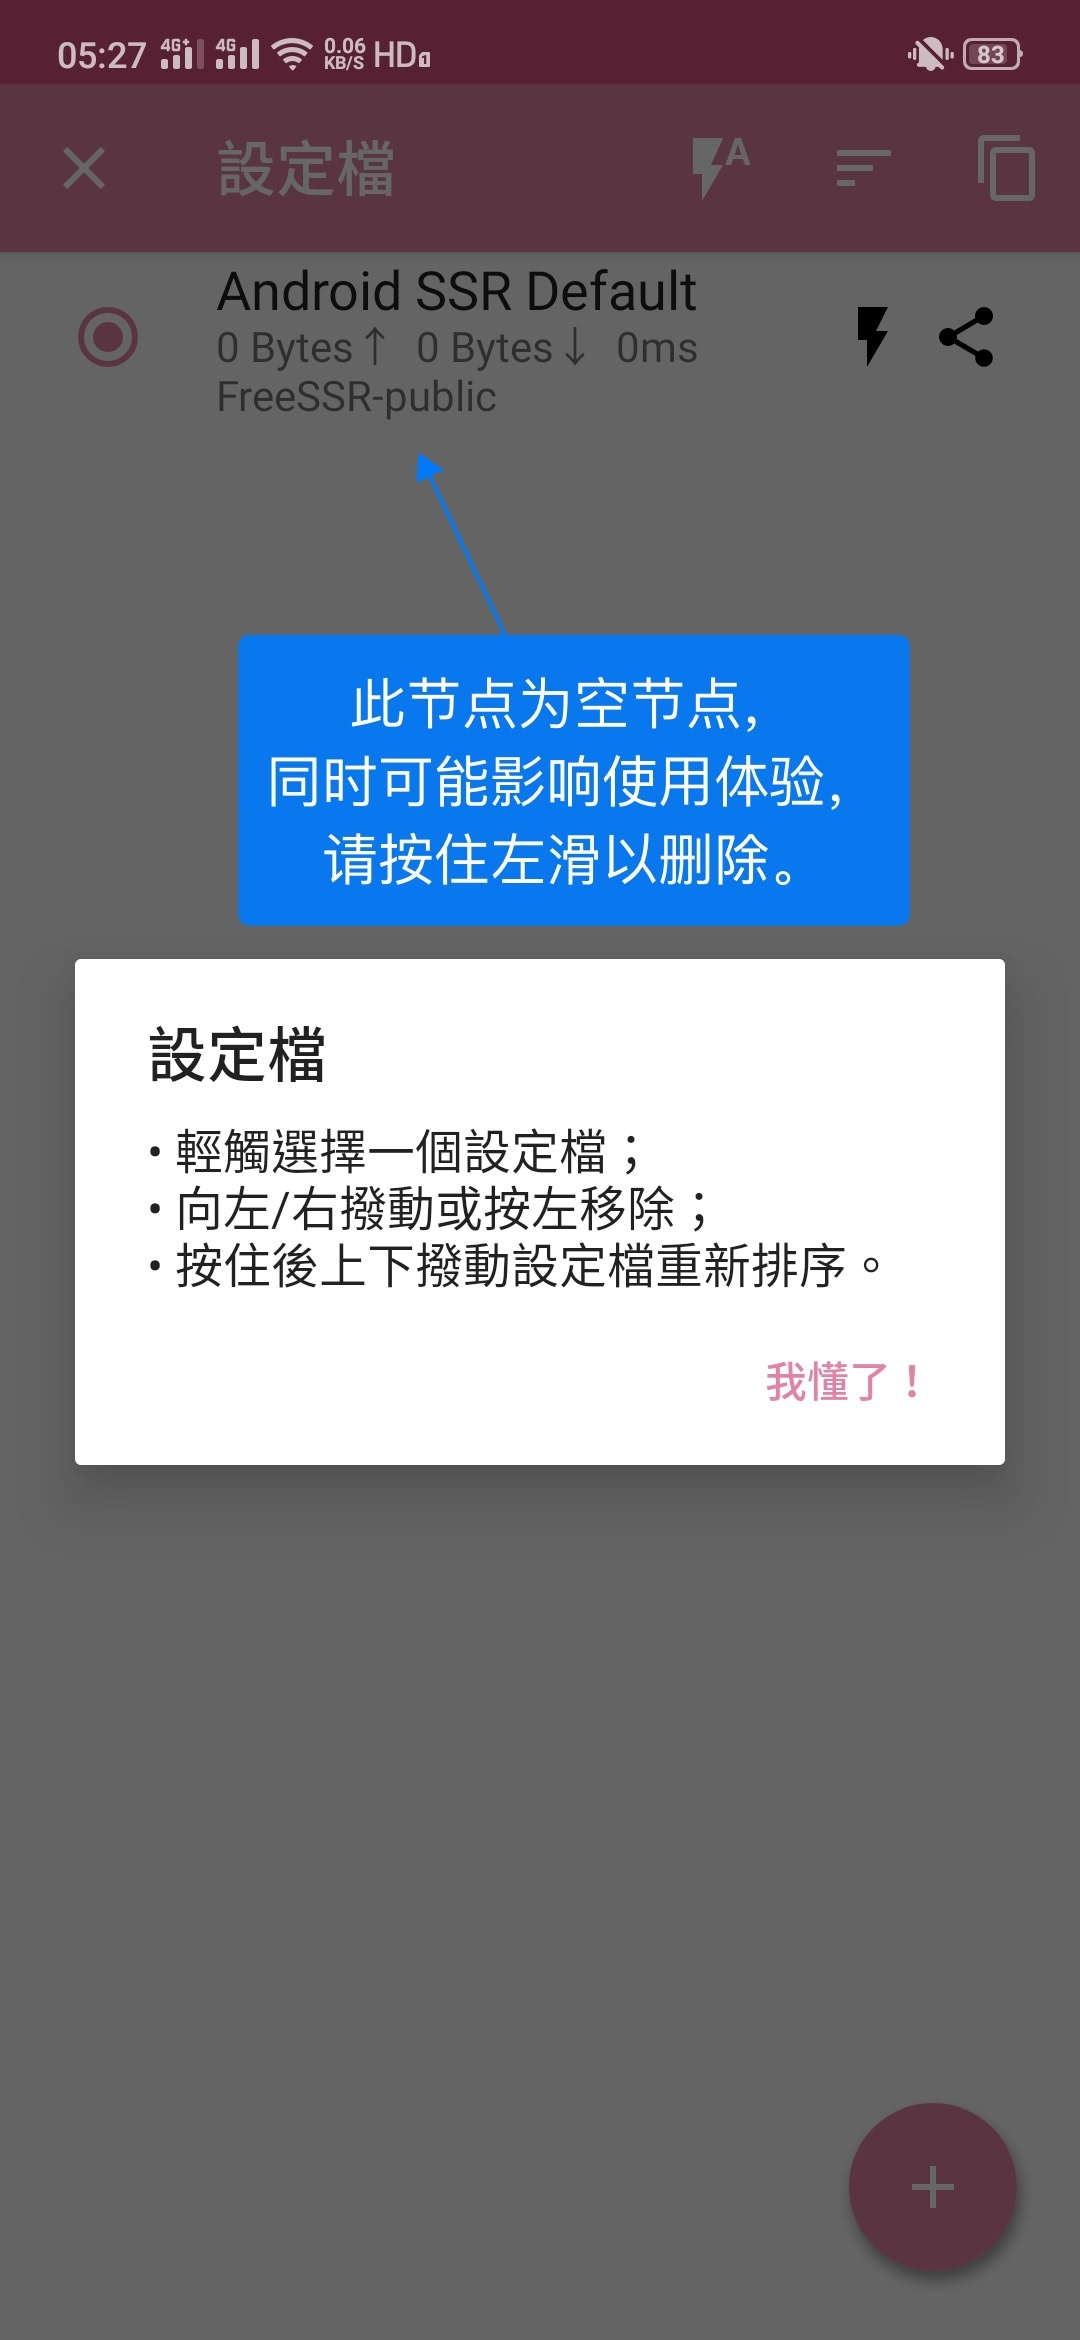 05:27 4G+ 4G 0.06 KB/S HD1 83
設定檔 A
Android SSR Default
0 Bytes↑ 0 Bytes↓ 0ms
FreeSSR-public
此节点为空节点,
同时可能影响使用体验,
请按住左滑以删除。
設定檔
• 輕觸選擇一個設定檔；
• 向左/右撥動或按左移除；
• 按住後上下撥動設定檔重新排序。
我懂了！